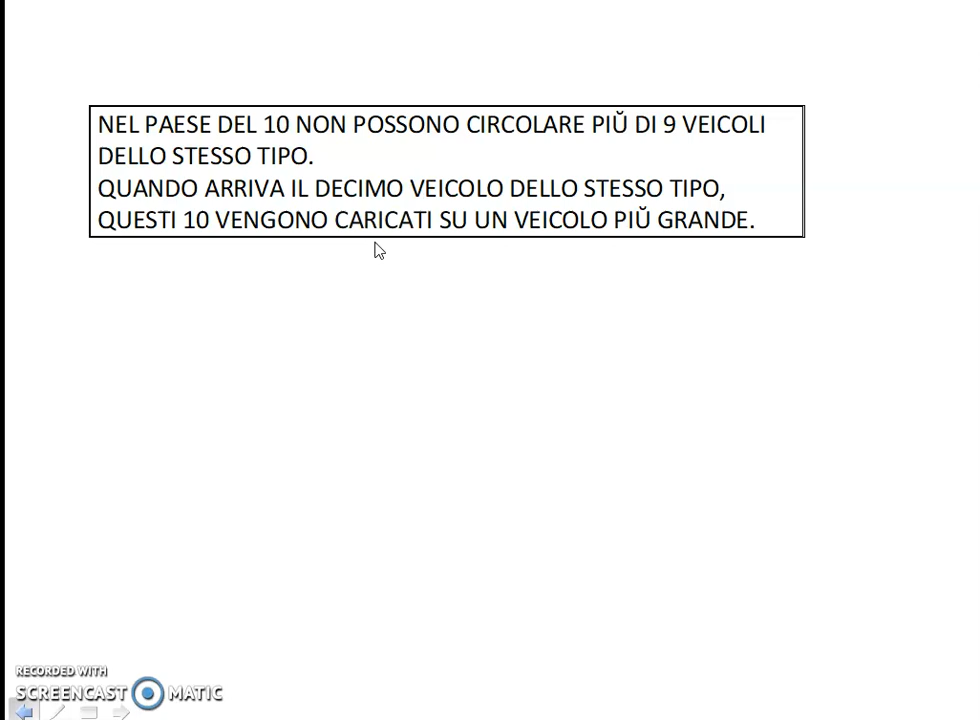 NEL PAESE DEL 10 NON POSSONO CIRCOLARE PIŬ DI 9 VEICOLI
DELLO STESSO TIPO.
QUANDO ARRIVA IL DECIMO VEICOLO DELLO STESSO TIPO,
QUESTI 10 VENGONO CARICATI SU UN VEICOLO PIŬ GRANDE.
RECORDED WITH
SCREENCAST MATIC